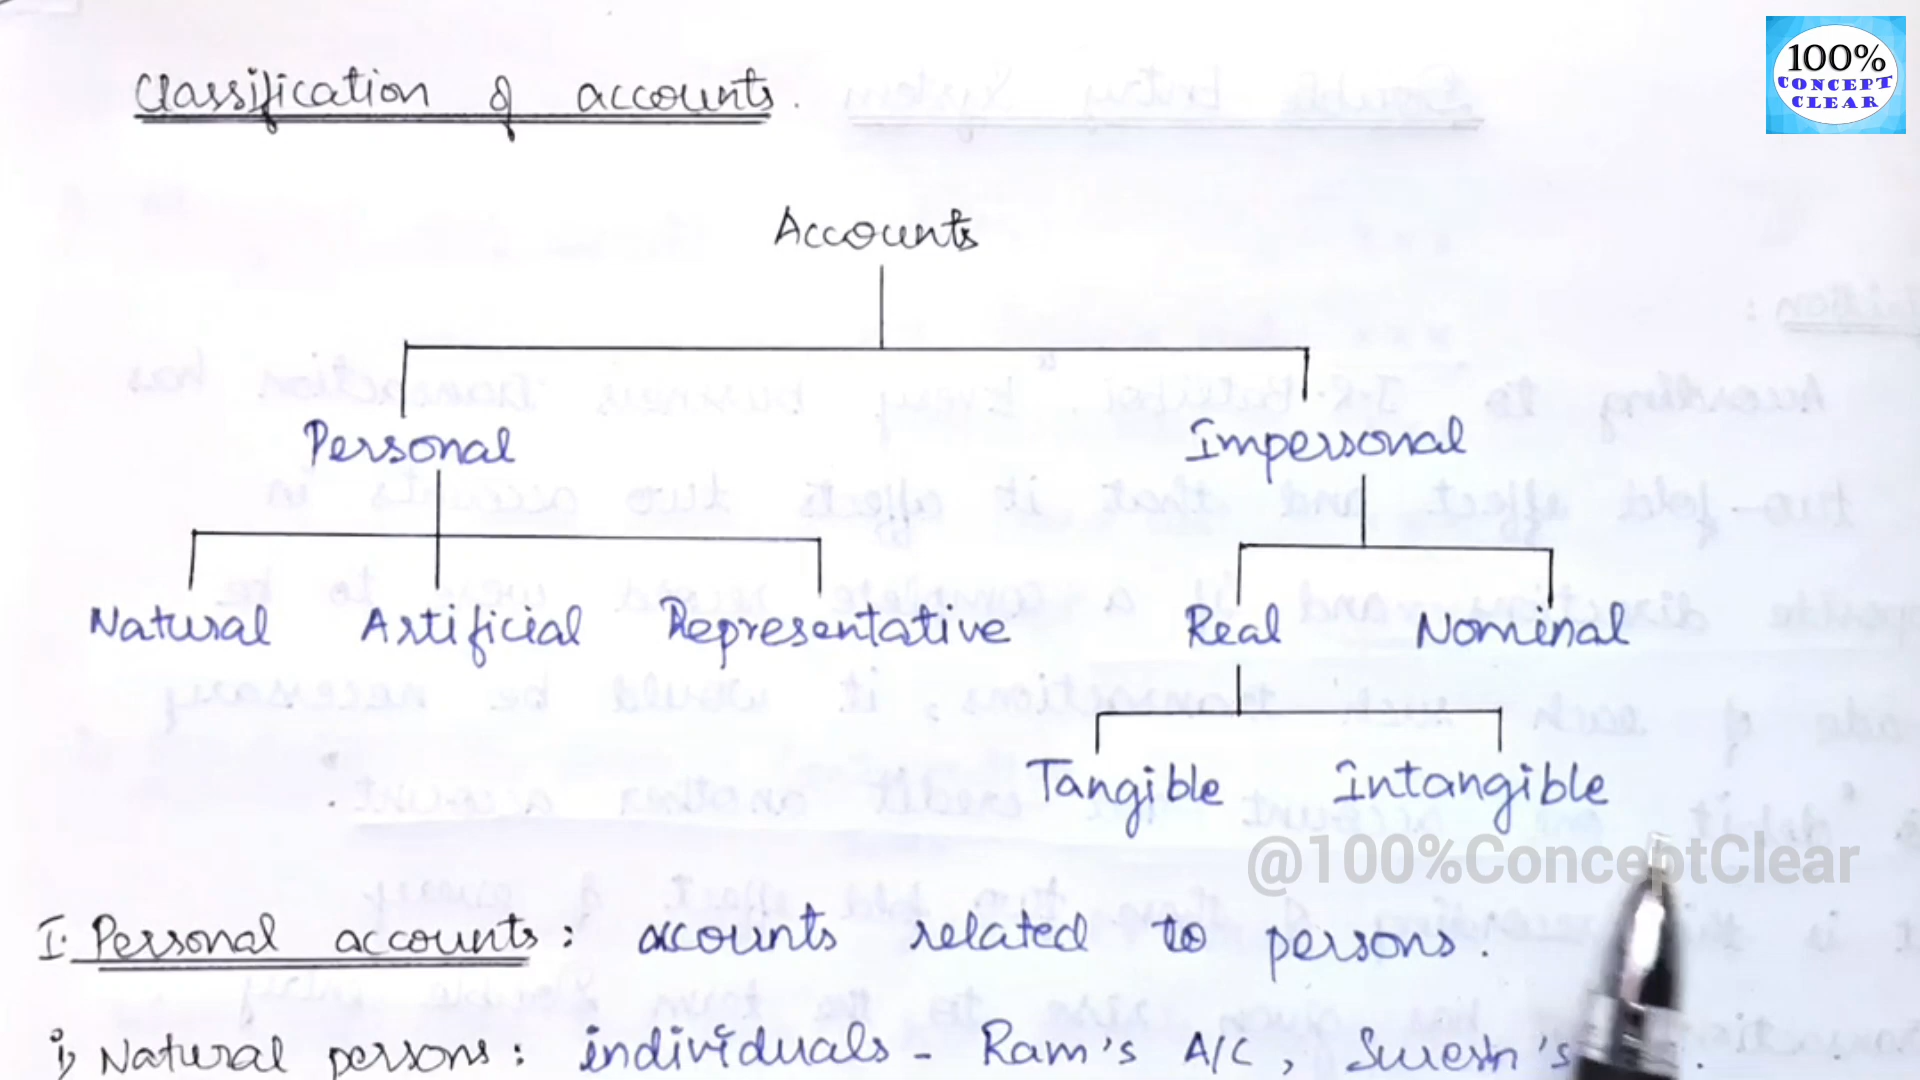 100%
CONCEPT
CLEAR
Classification of accounts.
Accounts
Personal Impersonal
Natural Artificial Representative Real Nominal
Tangible Intangible
@100%ConceptClear
I. Personal accounts: accounts related to persons.
i) Natural persons: individuals - Ram's A/C, Suresh's